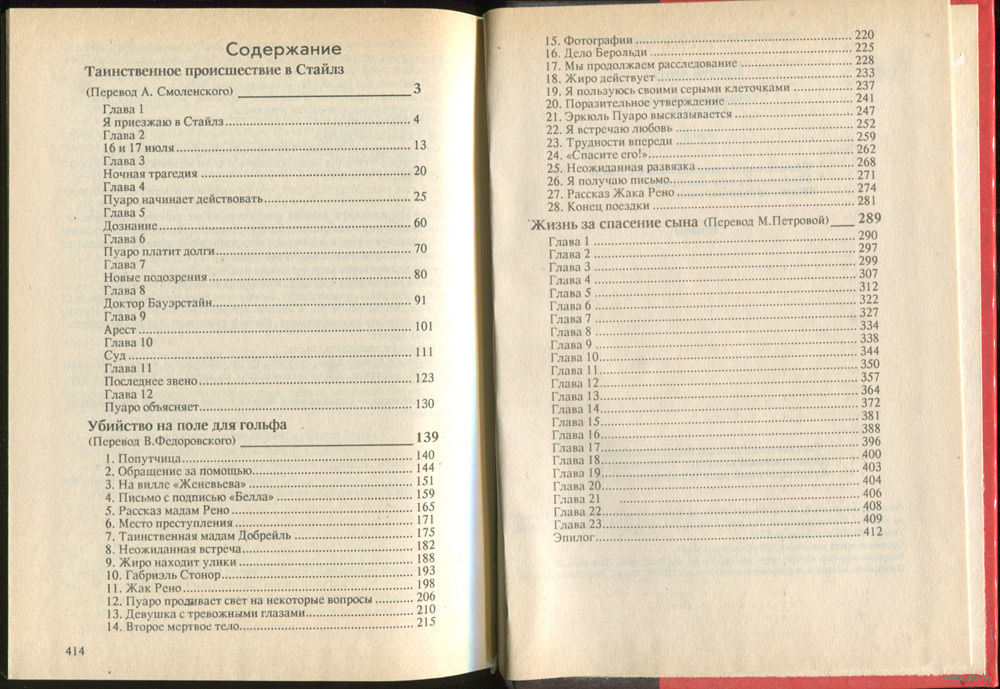 Содержание
Таинственное происшествие в Стайлз
(Перевод А. Смоленского) 3
Глава 1
Я приезжаю в Стайлз 4
Глава 2
16 и 17 июля 13
Глава 3
Ночная трагедия 20
Глава 4
Пуаро начинает действовать 25
Глава 5
Дознание 60
Глава 6
Пуаро платит долги 70
Глава 7
Новые подозрения 80
Глава 8
Доктор Бауэрстайн 91
Глава 9
Арест 101
Глава 10
Суд 111
Глава 11
Последнее звено 123
Глава 12
Пуаро объясняет 130
Убийство на поле для гольфа
(Перевод В.Федоровского) 139
1. Попутчица 140
2. Обращение за помощью 144
3. На вилле «Женевьева» 151
4. Письмо с подписью «Белла» 159
5. Рассказ мадам Рено 165
6. Место преступления 171
7. Таинственная мадам Добрейль 175
8. Неожиданная встреча 182
9. Жиро находит улики 188
10. Габриэль Стонор 193
11. Жак Рено 198
12. Пуаро проливает свет на некоторые вопросы 206
13. Девушка с тревожными глазами 210
14. Второе мертвое тело 215
414
15. Фотографии 220
16. Дело Берольди 225
17. Мы продолжаем расследование 228
18. Жиро действует 233
19. Я пользуюсь своими серыми клеточками 237
20. Поразительное утверждение 241
21. Эркюль Пуаро высказывается 247
22. Я встречаю любовь 252
23. Трудности впереди 259
24. «Спасите его!» 262
25. Неожиданная развязка 268
26. Я получаю письмо 271
27. Рассказ Жака Рено 274
28. Конец поездки 281
Жизнь за спасение сына (Перевод М.Петровой) 289
Глава 1 290
Глава 2 297
Глава 3 299
Глава 4 307
Глава 5 312
Глава 6 322
Глава 7 327
Глава 8 334
Глава 9 338
Глава 10 344
Глава 11 350
Глава 12 357
Глава 13 364
Глава 14 372
Глава 15 381
Глава 16 388
Глава 17 396
Глава 18 400
Глава 19 403
Глава 20 404
Глава 21 406
Глава 22 408
Глава 23 409
Эпилог 412